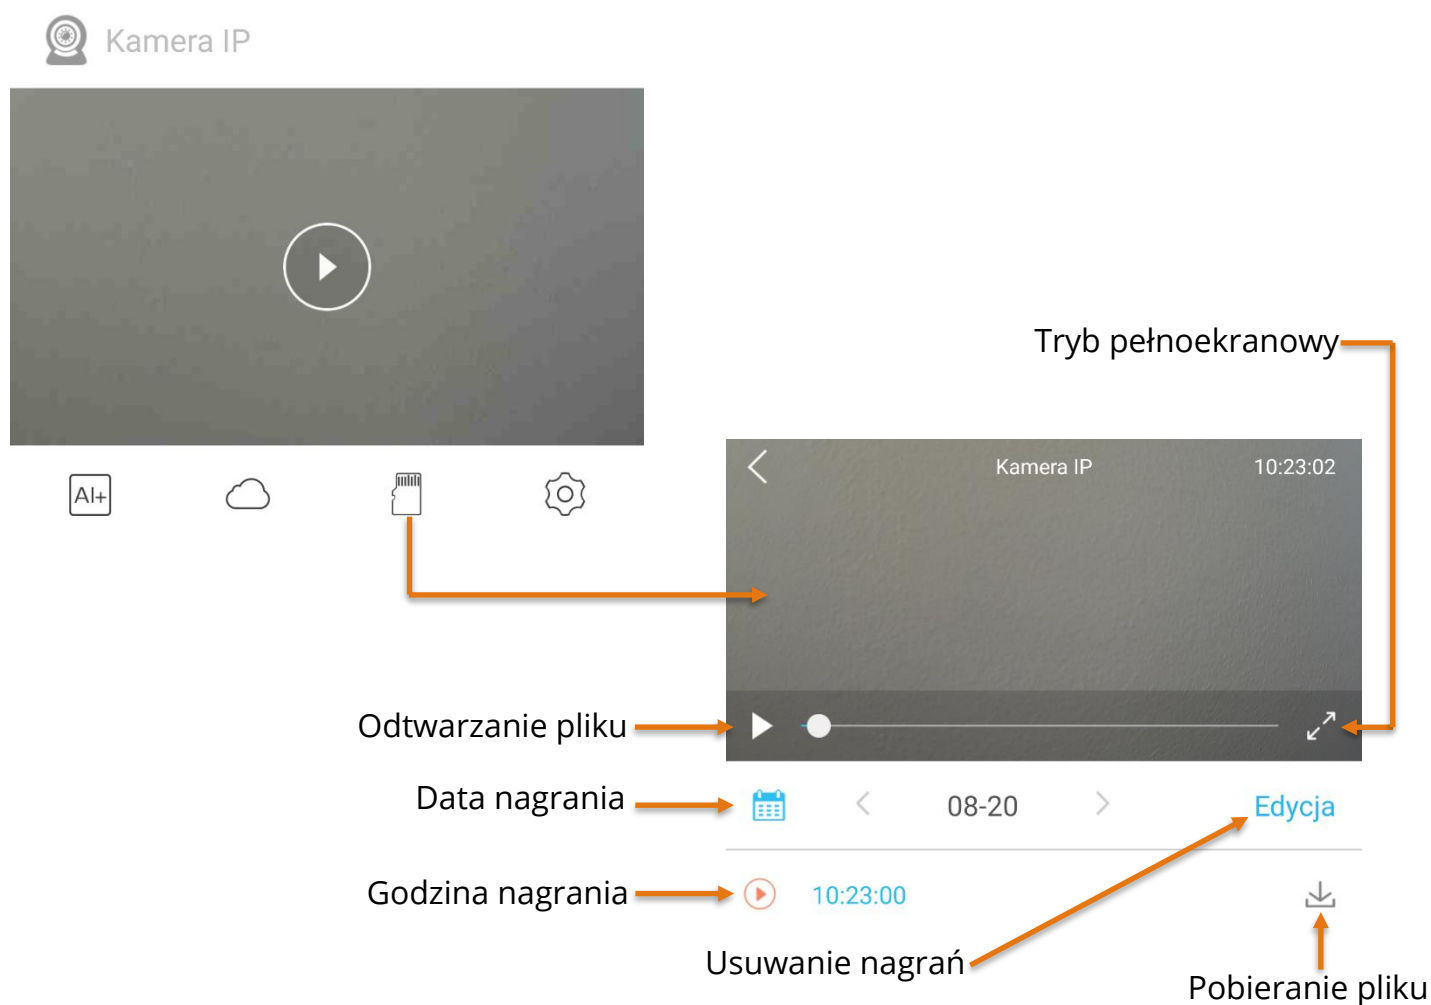 Kamera IP
Tryb pełnoekranowy
Kamera IP 10:23:02
AI+
Odtwarzanie pliku
Data nagrania 08-20 Edycja
Godzina nagrania 10:23:00
Usuwanie nagrań
Pobieranie pliku